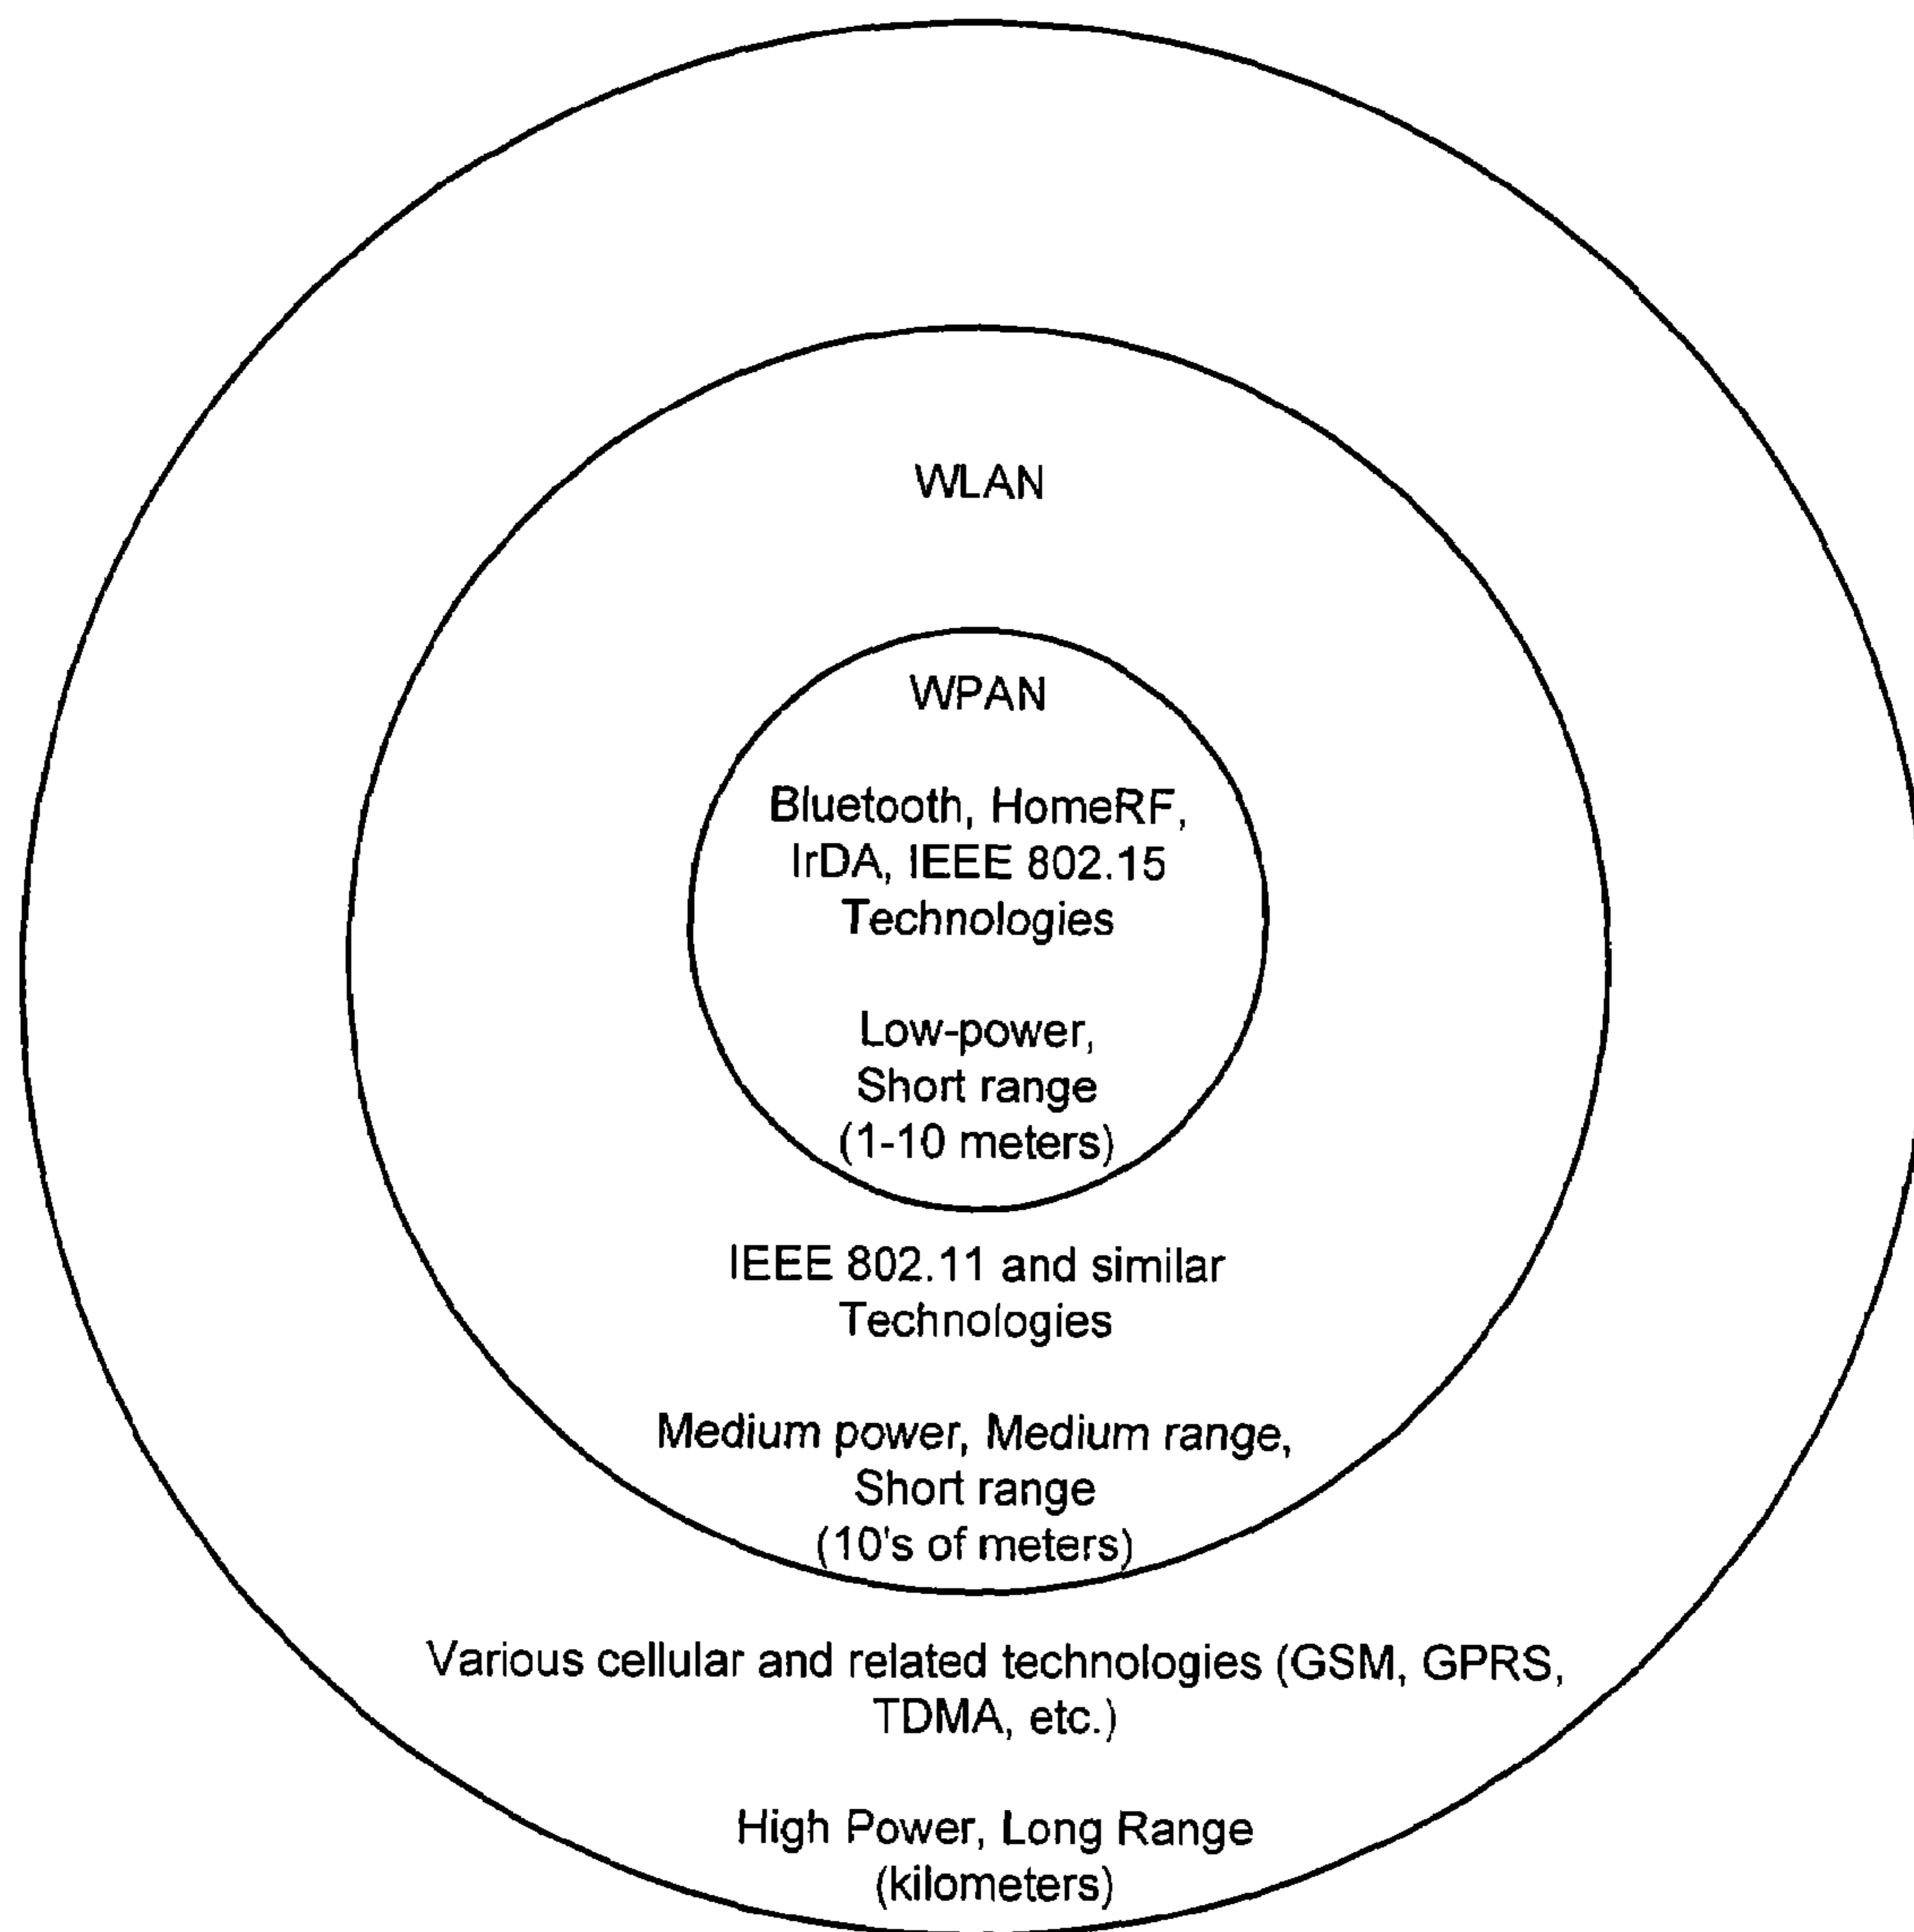 WLAN
WPAN
Bluetooth, HomeRF,
IrDA, IEEE 802.15
Technologies
Low-power,
Short range
(1-10 meters)
IEEE 802.11 and similar
Technologies
Medium power, Medium range,
Short range
(10's of meters)
Various cellular and related technologies (GSM, GPRS,
TDMA, etc.)
High Power, Long Range
(kilometers)